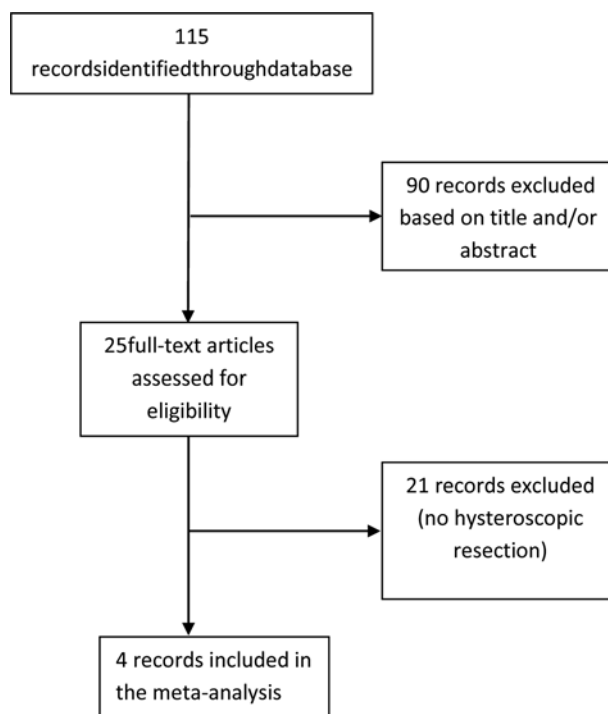 115
recordsidentifiedthroughdatabase
90 records excluded
based on title and/or
abstract
25full-text articles
assessed for
eligibility
21 records excluded
(no hysteroscopic
resection)
4 records included in
the meta-analysis